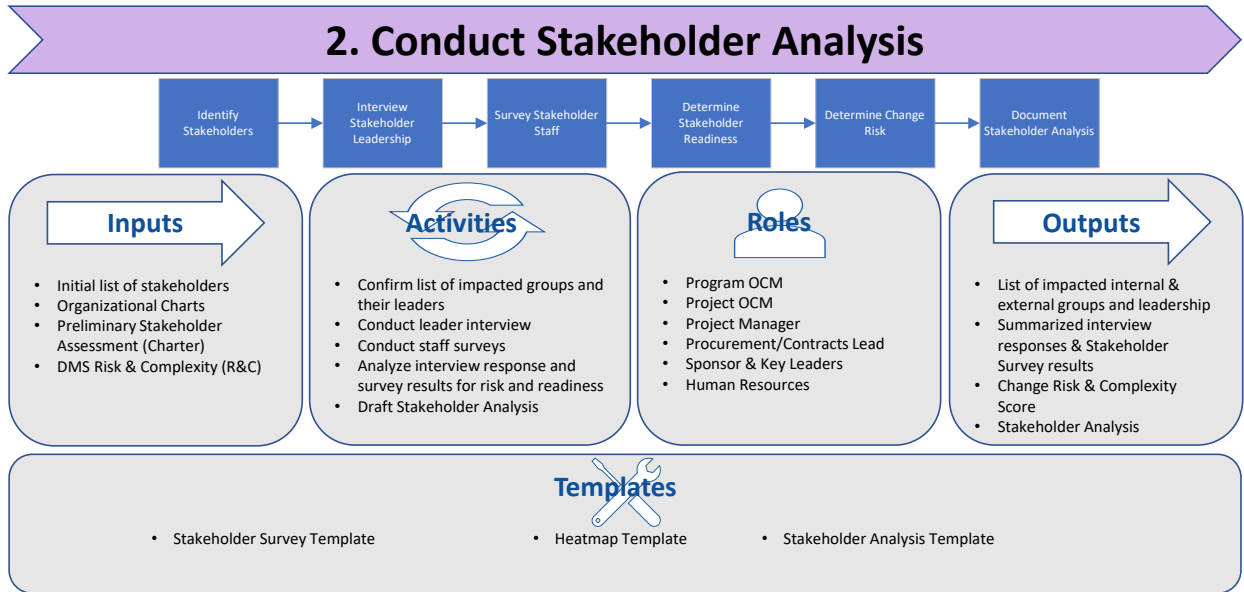 2. Conduct Stakeholder Analysis
Identify
Stakeholders
Interview
Stakeholder
Leadership
Survey Stakeholder
Staff
Determine
Stakeholder
Readiness
Determine Change
Risk
Document
Stakeholder Analysis
Inputs
• Initial list of stakeholders
• Organizational Charts
• Preliminary Stakeholder
Assessment (Charter)
• DMS Risk & Complexity (R&C)
Activities
• Confirm list of impacted groups and
their leaders
• Conduct leader interview
• Conduct staff surveys
• Analyze interview response and
survey results for risk and readiness
• Draft Stakeholder Analysis
Roles
• Program OCM
• Project OCM
• Project Manager
• Procurement/Contracts Lead
• Sponsor & Key Leaders
• Human Resources
Outputs
• List of impacted internal &
external groups and leadership
• Summarized interview
responses & Stakeholder
Survey results
• Change Risk & Complexity
Score
• Stakeholder Analysis
Templates
• Stakeholder Survey Template
• Heatmap Template
• Stakeholder Analysis Template